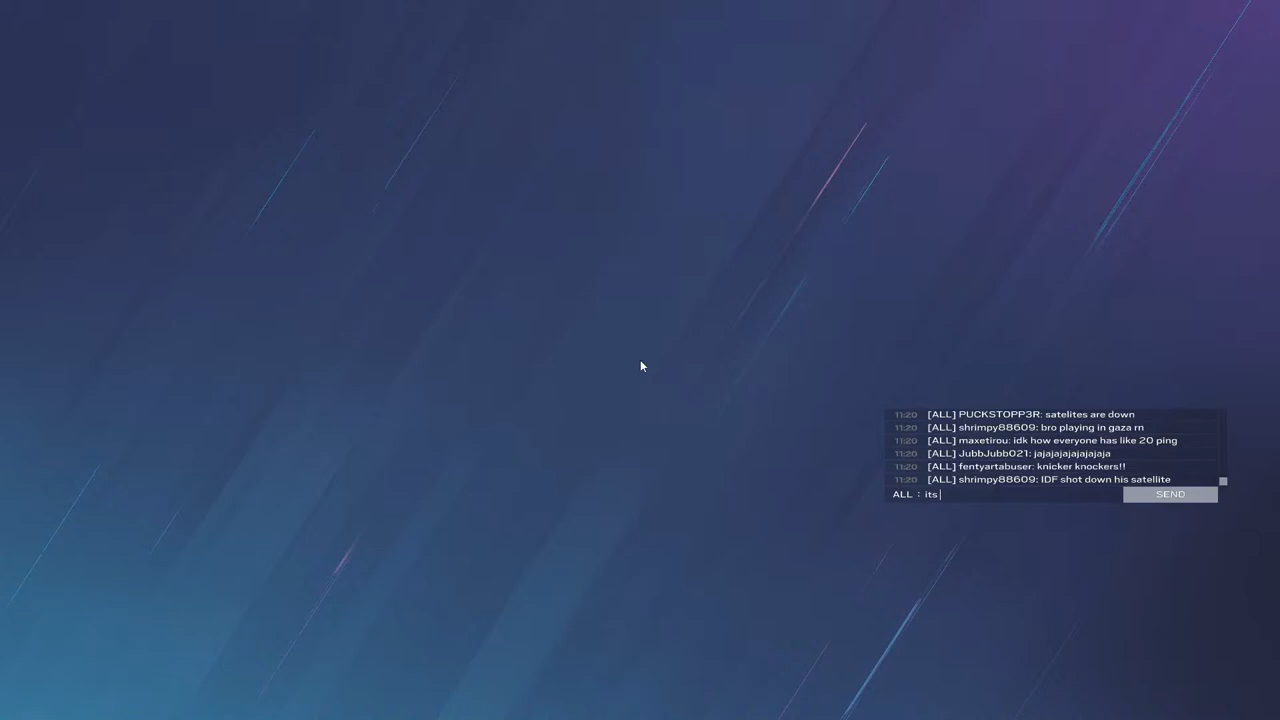 11:20 [ALL] PUCKSTOPP3R: satelites are down
11:20 [ALL] shrimpy88609: bro playing in gaza rn
11:20 [ALL] maxetirou: idk how everyone has like 20 ping
11:20 [ALL] JubbJubb021: jajajajajajajaja
11:20 [ALL] fentyartabuser: knicker knockers!!
11:20 [ALL] shrimpy88609: IDF shot down his satellite
ALL : its SEND